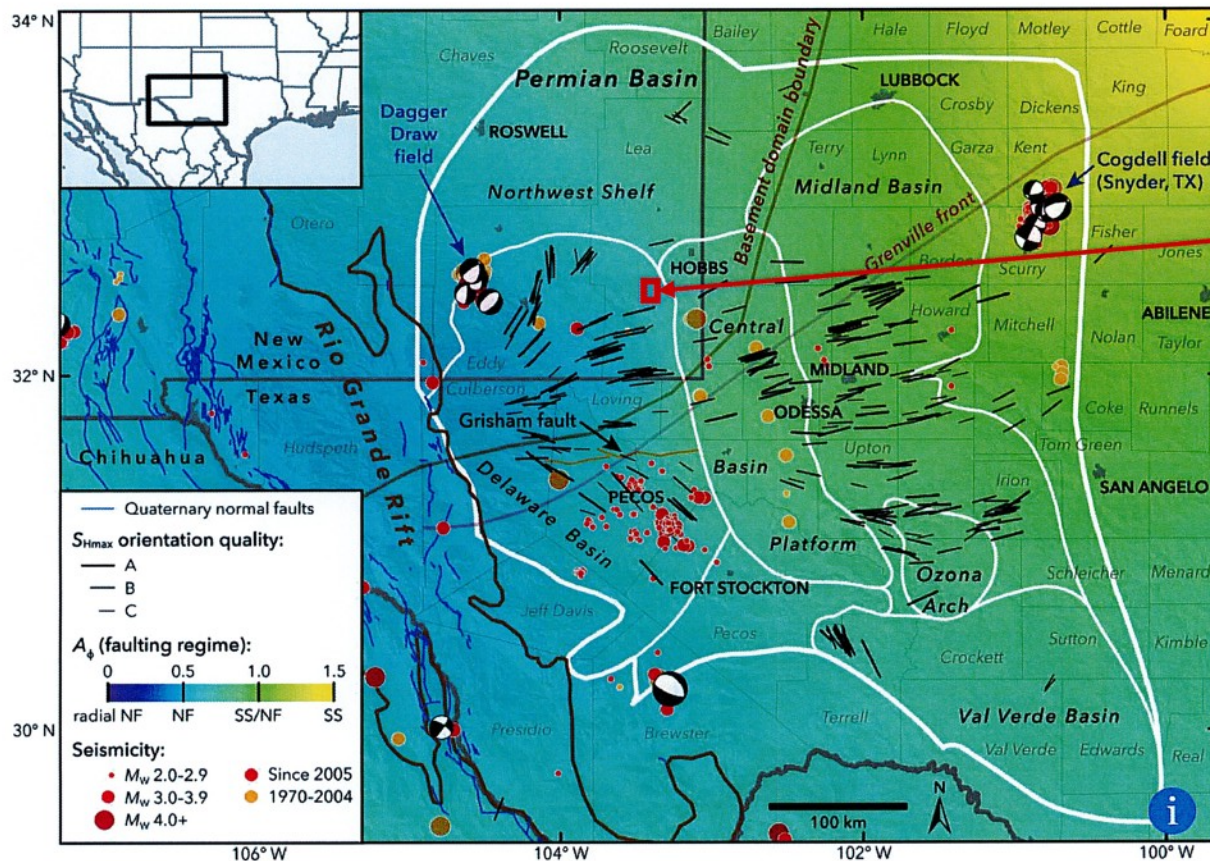 34° N
32° N
30° N
106° W
104° W
102° W
100° W
Chaves
Roosevelt
Bailey
Hale
Floyd
Motley
Cottle
Foard
Permian Basin
LUBBOCK
King
Crosby
Dickens
Dagger
Draw
field
ROSWELL
Basement domain boundary
Lea
Terry
Lynn
Garza
Kent
Cogdell field
(Snyder, TX)
Northwest Shelf
Midland Basin
Otero
Grenville front
Fisher
Jones
HOBBS
Borden
Scurry
Central
Howard
Mitchell
ABILENE
Nolan
Taylor
New
Mexico
Texas
Rio Grande Rift
Eddy
Culberson
Loving
MIDLAND
ODESSA
Coke
Runnels
Grisham fault
Chihuahua
Hudspeth
Upton
Tom Green
Delaware Basin
PECOS
Basin
Irion
SAN ANGELO
Platform
FORT STOCKTON
Ozona
Arch
Schleicher
Menard
Jeff Davis
Pecos
Sutton
Kimble
Crockett
Presidio
Brewster
Terrell
Val Verde Basin
Val Verde
Edwards
Real
N
100 km
i
Quaternary normal faults
SHmax orientation quality:
A
B
C
Aϕ (faulting regime):
0 0.5 1.0 1.5
radial NF NF SS/NF SS
Seismicity:
Mw 2.0-2.9
Mw 3.0-3.9
Mw 4.0+
Since 2005
1970-2004